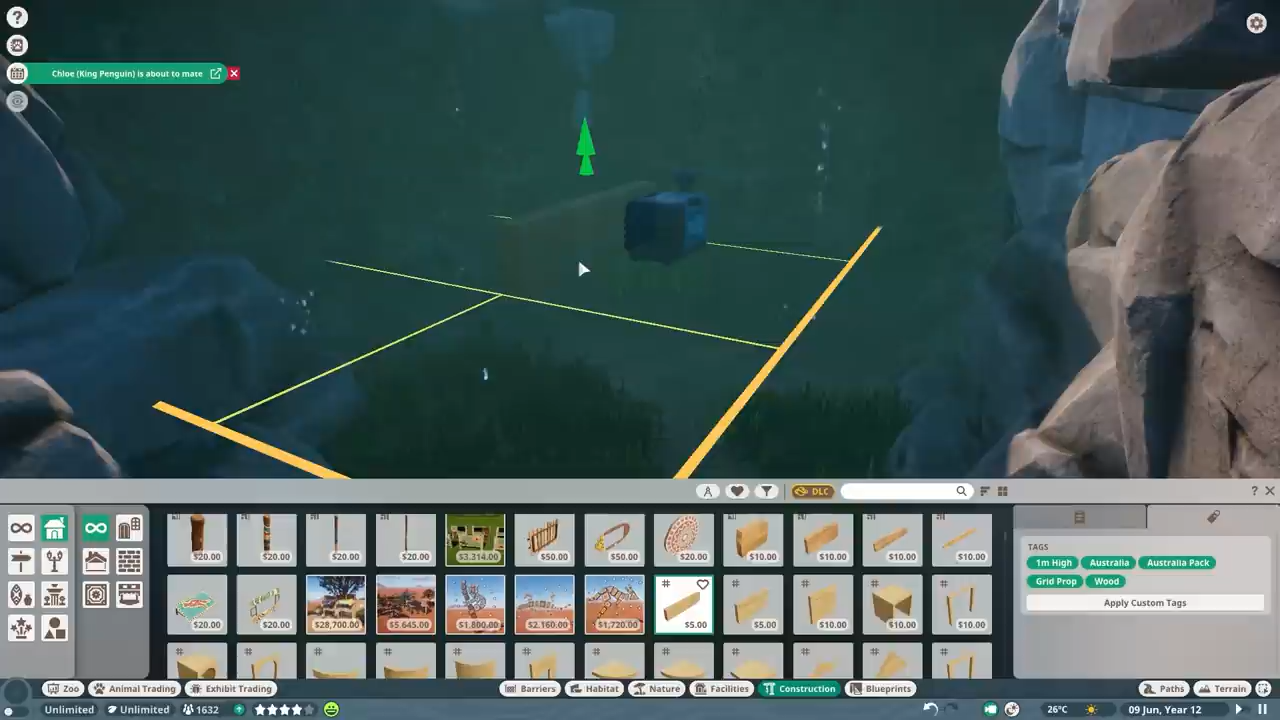 ?
Chloe (King Penguin) is about to mate
DLC
? ×
$20.00 $20.00 $20.00 $20.00 $3,314.00 $50.00 $50.00 $20.00 $10.00 $10.00 $10.00 $10.00
$20.00 $20.00 $28,700.00 $5,645.00 $1,800.00 $2,160.00 $1,720.00 $5.00 $5.00 $10.00 $10.00 $10.00
TAGS
1m High Australia Australia Pack
Grid Prop Wood
Apply Custom Tags
Zoo Animal Trading Exhibit Trading Barriers Habitat Nature Facilities Construction Blueprints Paths Terrain
Unlimited Unlimited 1632 26°C 09 Jun, Year 12